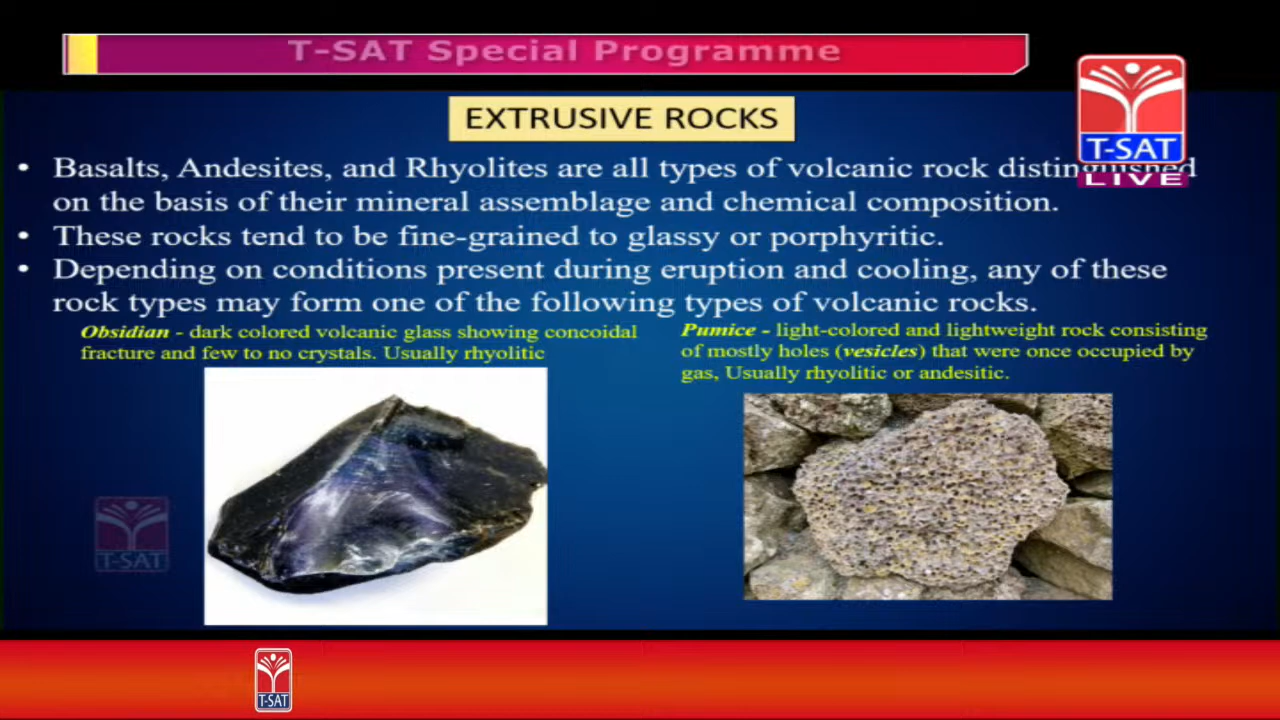 T-SAT Special Programme
EXTRUSIVE ROCKS
T-SAT
LIVE
• Basalts, Andesites, and Rhyolites are all types of volcanic rock distinguished
on the basis of their mineral assemblage and chemical composition.
• These rocks tend to be fine-grained to glassy or porphyritic.
• Depending on conditions present during eruption and cooling, any of these
rock types may form one of the following types of volcanic rocks.
Obsidian - dark colored volcanic glass showing concoidal
fracture and few to no crystals. Usually rhyolitic
Pumice - light-colored and lightweight rock consisting
of mostly holes (vesicles) that were once occupied by
gas, Usually rhyolitic or andesitic.
T-SAT
T-SAT